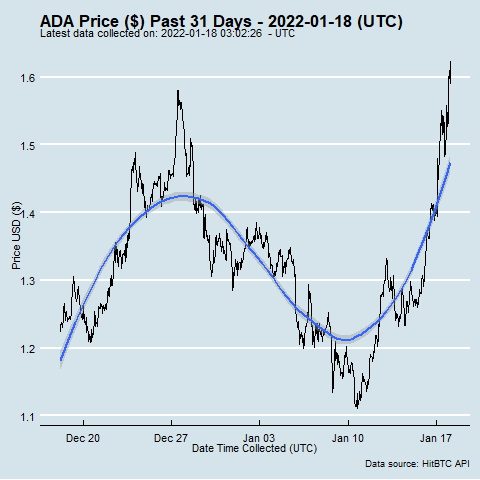 ADA Price ($) Past 31 Days - 2022-01-18 (UTC)
Latest data collected on: 2022-01-18 03:02:26 - UTC
1.6
1.5
1.4
1.3
1.2
1.1
Price USD ($)
Dec 20 Dec 27 Jan 03 Jan 10 Jan 17
Date Time Collected (UTC)
Data source: HitBTC API